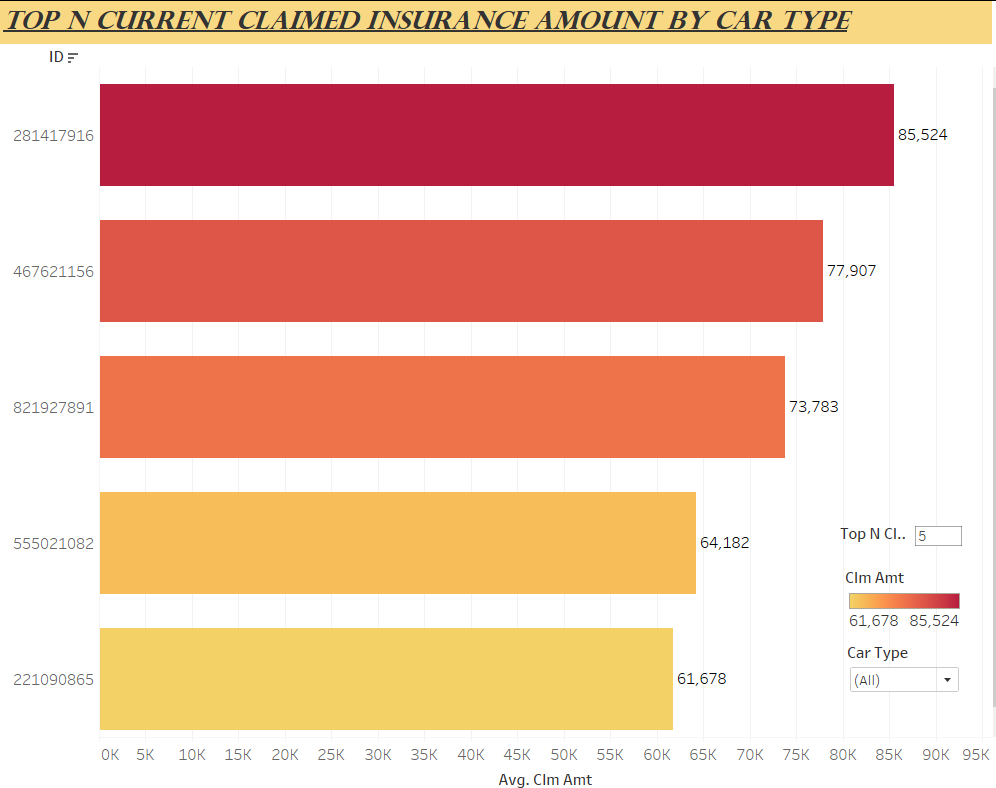 TOP N CURRENT CLAIMED INSURANCE AMOUNT BY CAR TYPE
ID
281417916 85,524
467621156 77,907
821927891 73,783
555021082 64,182
Top N Cl.. 5
Clm Amt
61,678 85,524
Car Type
(All)
221090865 61,678
0K 5K 10K 15K 20K 25K 30K 35K 40K 45K 50K 55K 60K 65K 70K 75K 80K 85K 90K 95K
Avg. Clm Amt